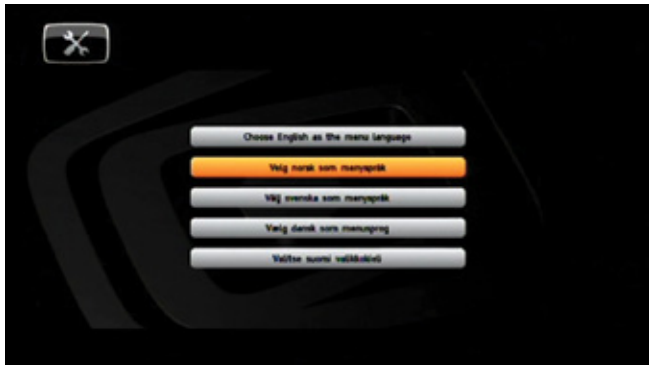 Choose English as the menu language
Velg norsk som menyspråk
Välj svenska som menyspråk
Vælg dansk som menusprog
Valitse suomi valikkokieli